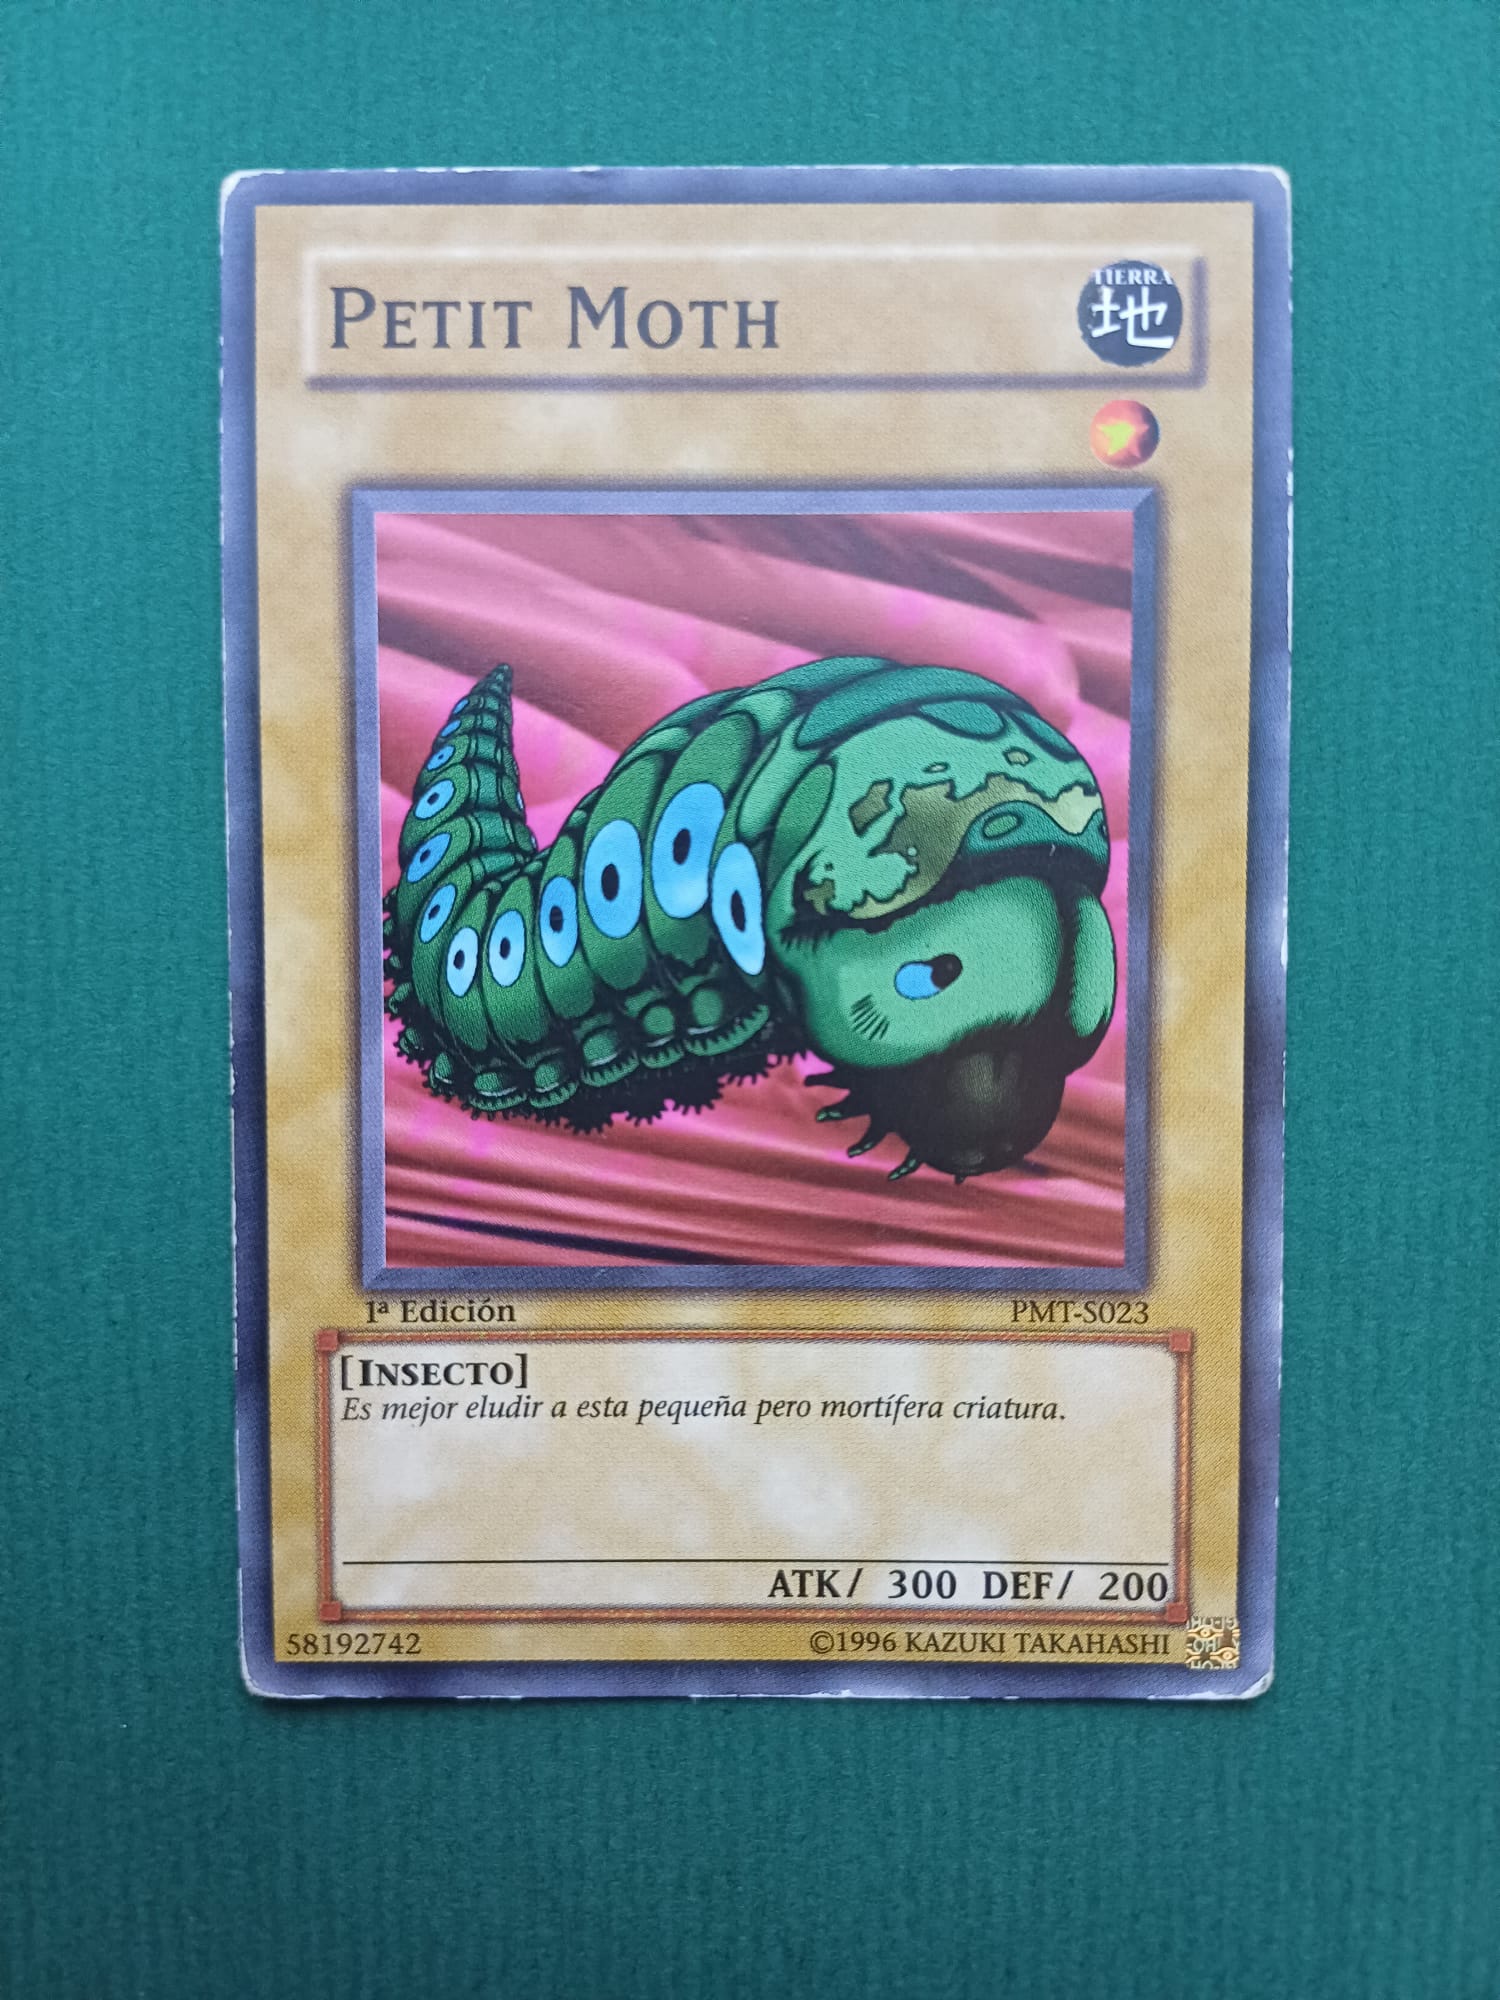 PETIT MOTH
TIERRA
地
1ª Edición
PMT-S023
[INSECTO]
Es mejor eludir a esta pequeña pero mortífera criatura.
ATK/ 300 DEF/ 200
58192742
©1996 KAZUKI TAKAHASHI